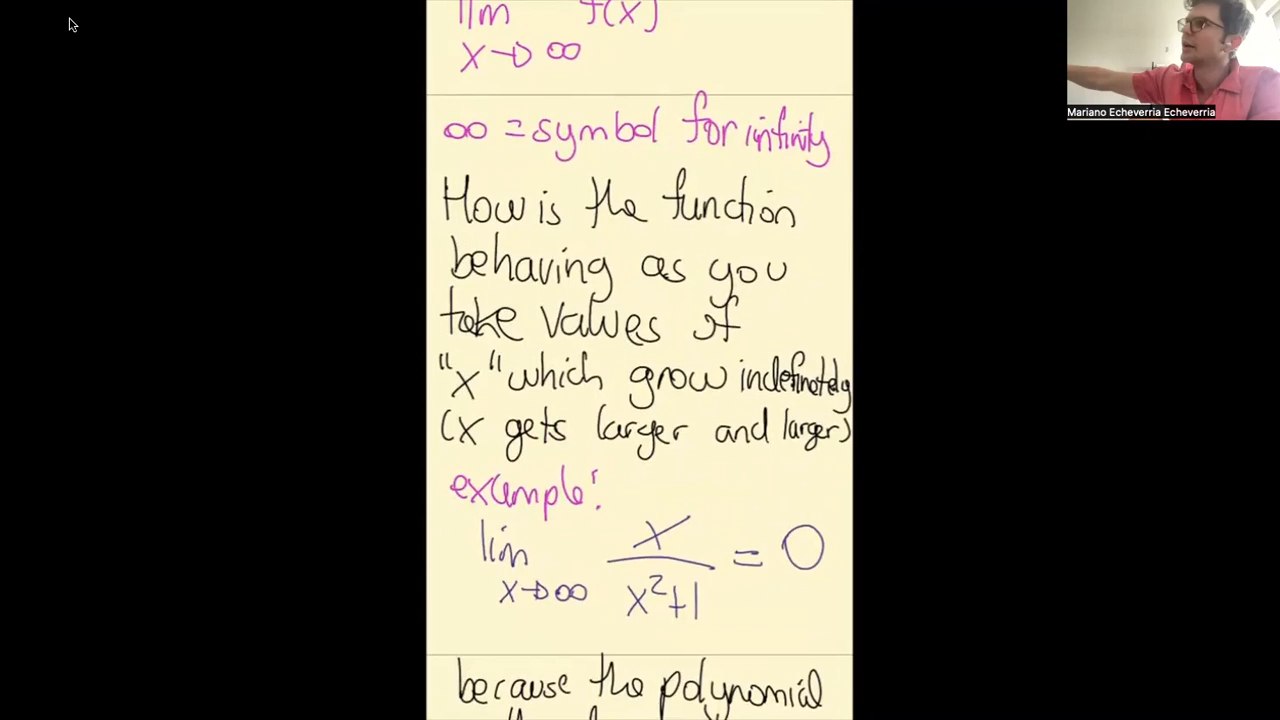 lim f(x)
x→∞
∞ = symbol for infinity
How is the function
behaving as you
take values of
"x" which grow indefinetely
(x gets larger and larger)
example:
lim x/(x²+1) = 0
x→∞
because the polynomial
Mariano Echeverria Echeverria